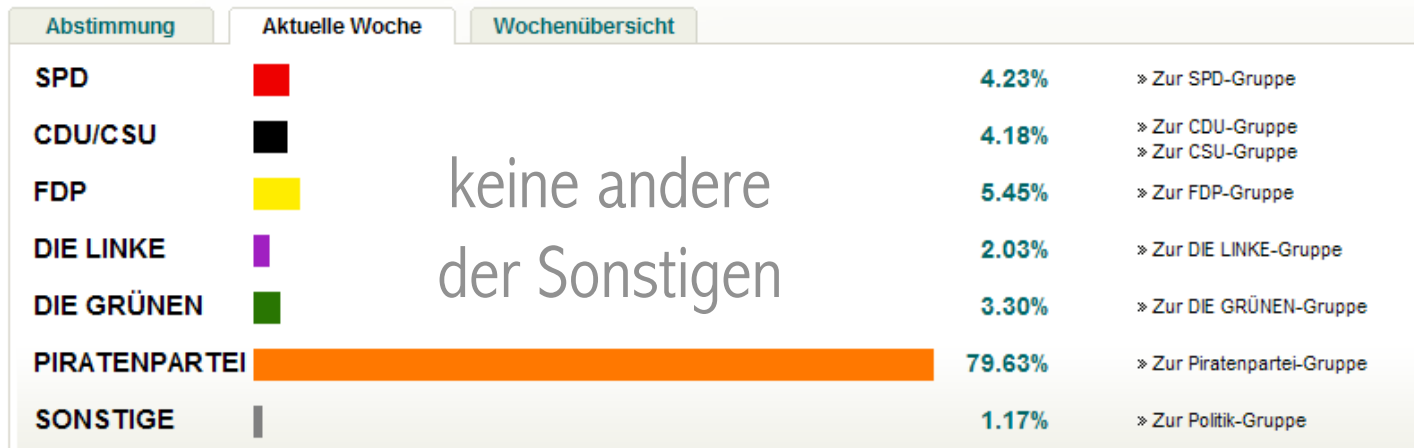 Abstimmung Aktuelle Woche Wochenübersicht
SPD 4.23% » Zur SPD-Gruppe
CDU/CSU 4.18% » Zur CDU-Gruppe
» Zur CSU-Gruppe
keine andere
FDP 5.45% » Zur FDP-Gruppe
DIE LINKE 2.03% » Zur DIE LINKE-Gruppe
der Sonstigen
DIE GRÜNEN 3.30% » Zur DIE GRÜNEN-Gruppe
PIRATENPARTEI 79.63% » Zur Piratenpartei-Gruppe
SONSTIGE 1.17% » Zur Politik-Gruppe